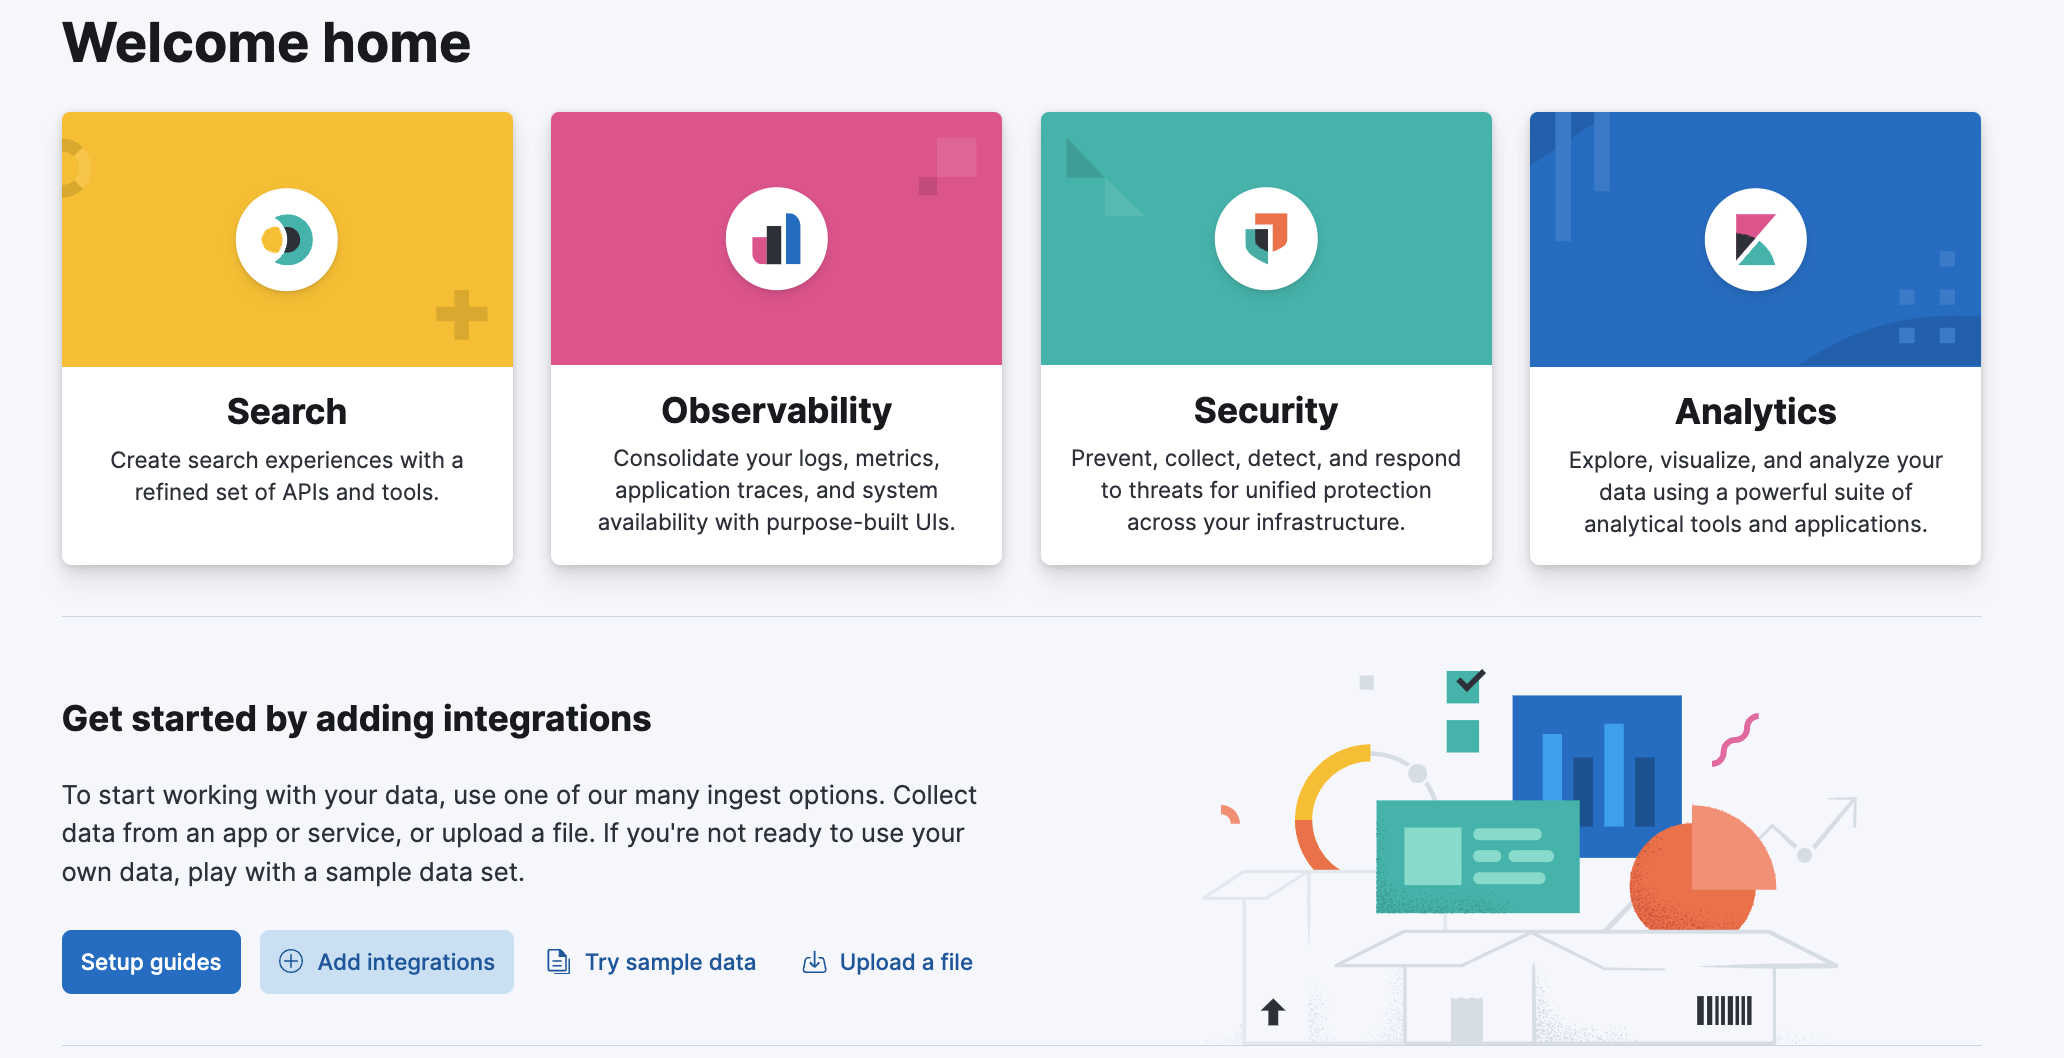 Welcome home
Search
Create search experiences with a
refined set of APIs and tools.
Observability
Consolidate your logs, metrics,
application traces, and system
availability with purpose-built UIs.
Security
Prevent, collect, detect, and respond
to threats for unified protection
across your infrastructure.
Analytics
Explore, visualize, and analyze your
data using a powerful suite of
analytical tools and applications.
Get started by adding integrations
To start working with your data, use one of our many ingest options. Collect
data from an app or service, or upload a file. If you're not ready to use your
own data, play with a sample data set.
Setup guides
Add integrations
Try sample data
Upload a file